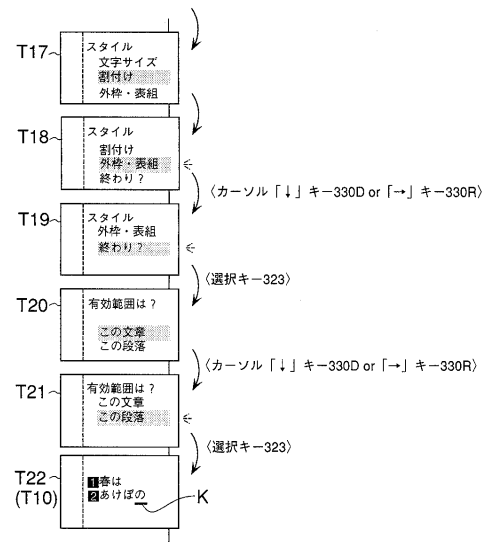 T17
スタイル
文字サイズ
割付け
外枠・表組
T18
スタイル
割付け
外枠・表組
終わり?
〈カーソル「↓」キー330D or「→」キー330R〉
T19
スタイル
外枠・表組
終わり?
〈選択キー323〉
T20
有効範囲は?
この文章
この段落
〈カーソル「↓」キー330D or「→」キー330R〉
T21
有効範囲は?
この文章
この段落
〈選択キー323〉
T22
(T10)
1春は
2あけぼの
K